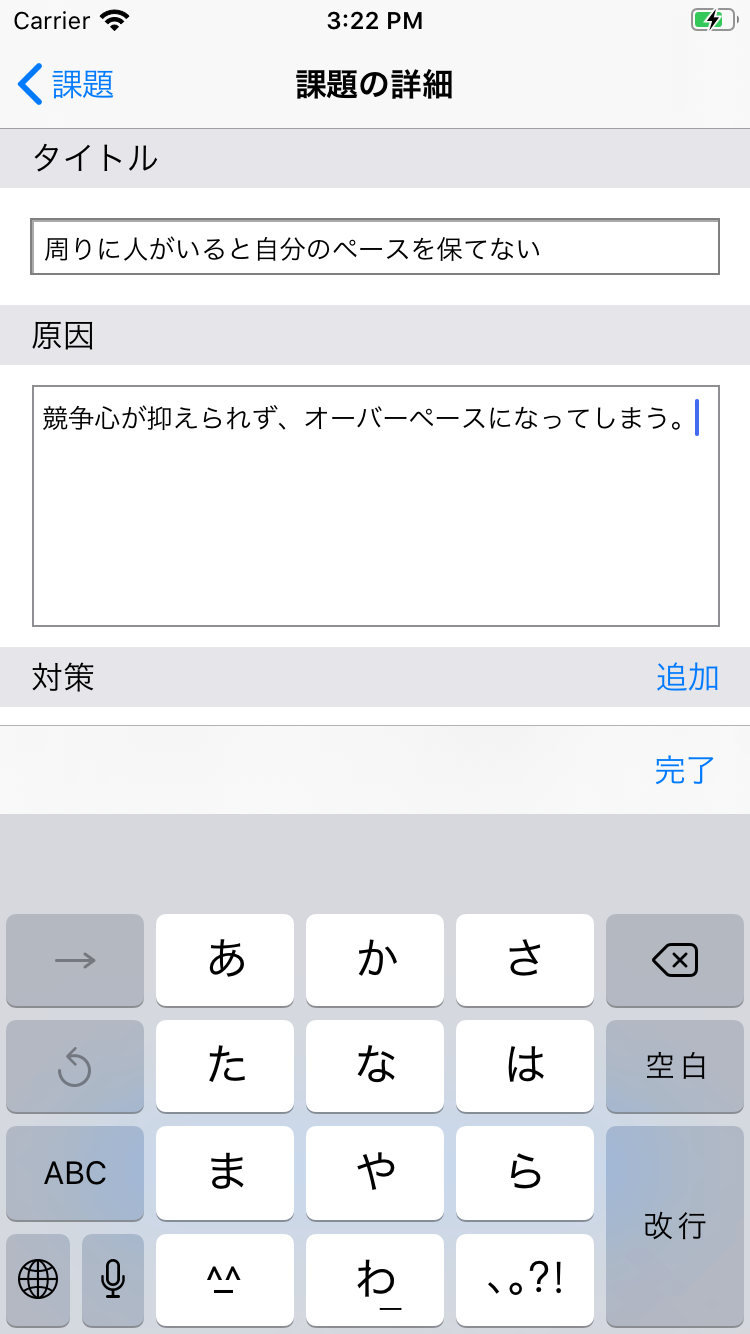 Carrier 3:22 PM
課題 課題の詳細
タイトル
周りに人がいると自分のペースを保てない
原因
競争心が抑えられず、オーバーペースになってしまう。
対策 追加
完了
→ あ か さ
た な は 空白
ABC ま や ら
改行
^^ わ_ 、。?!